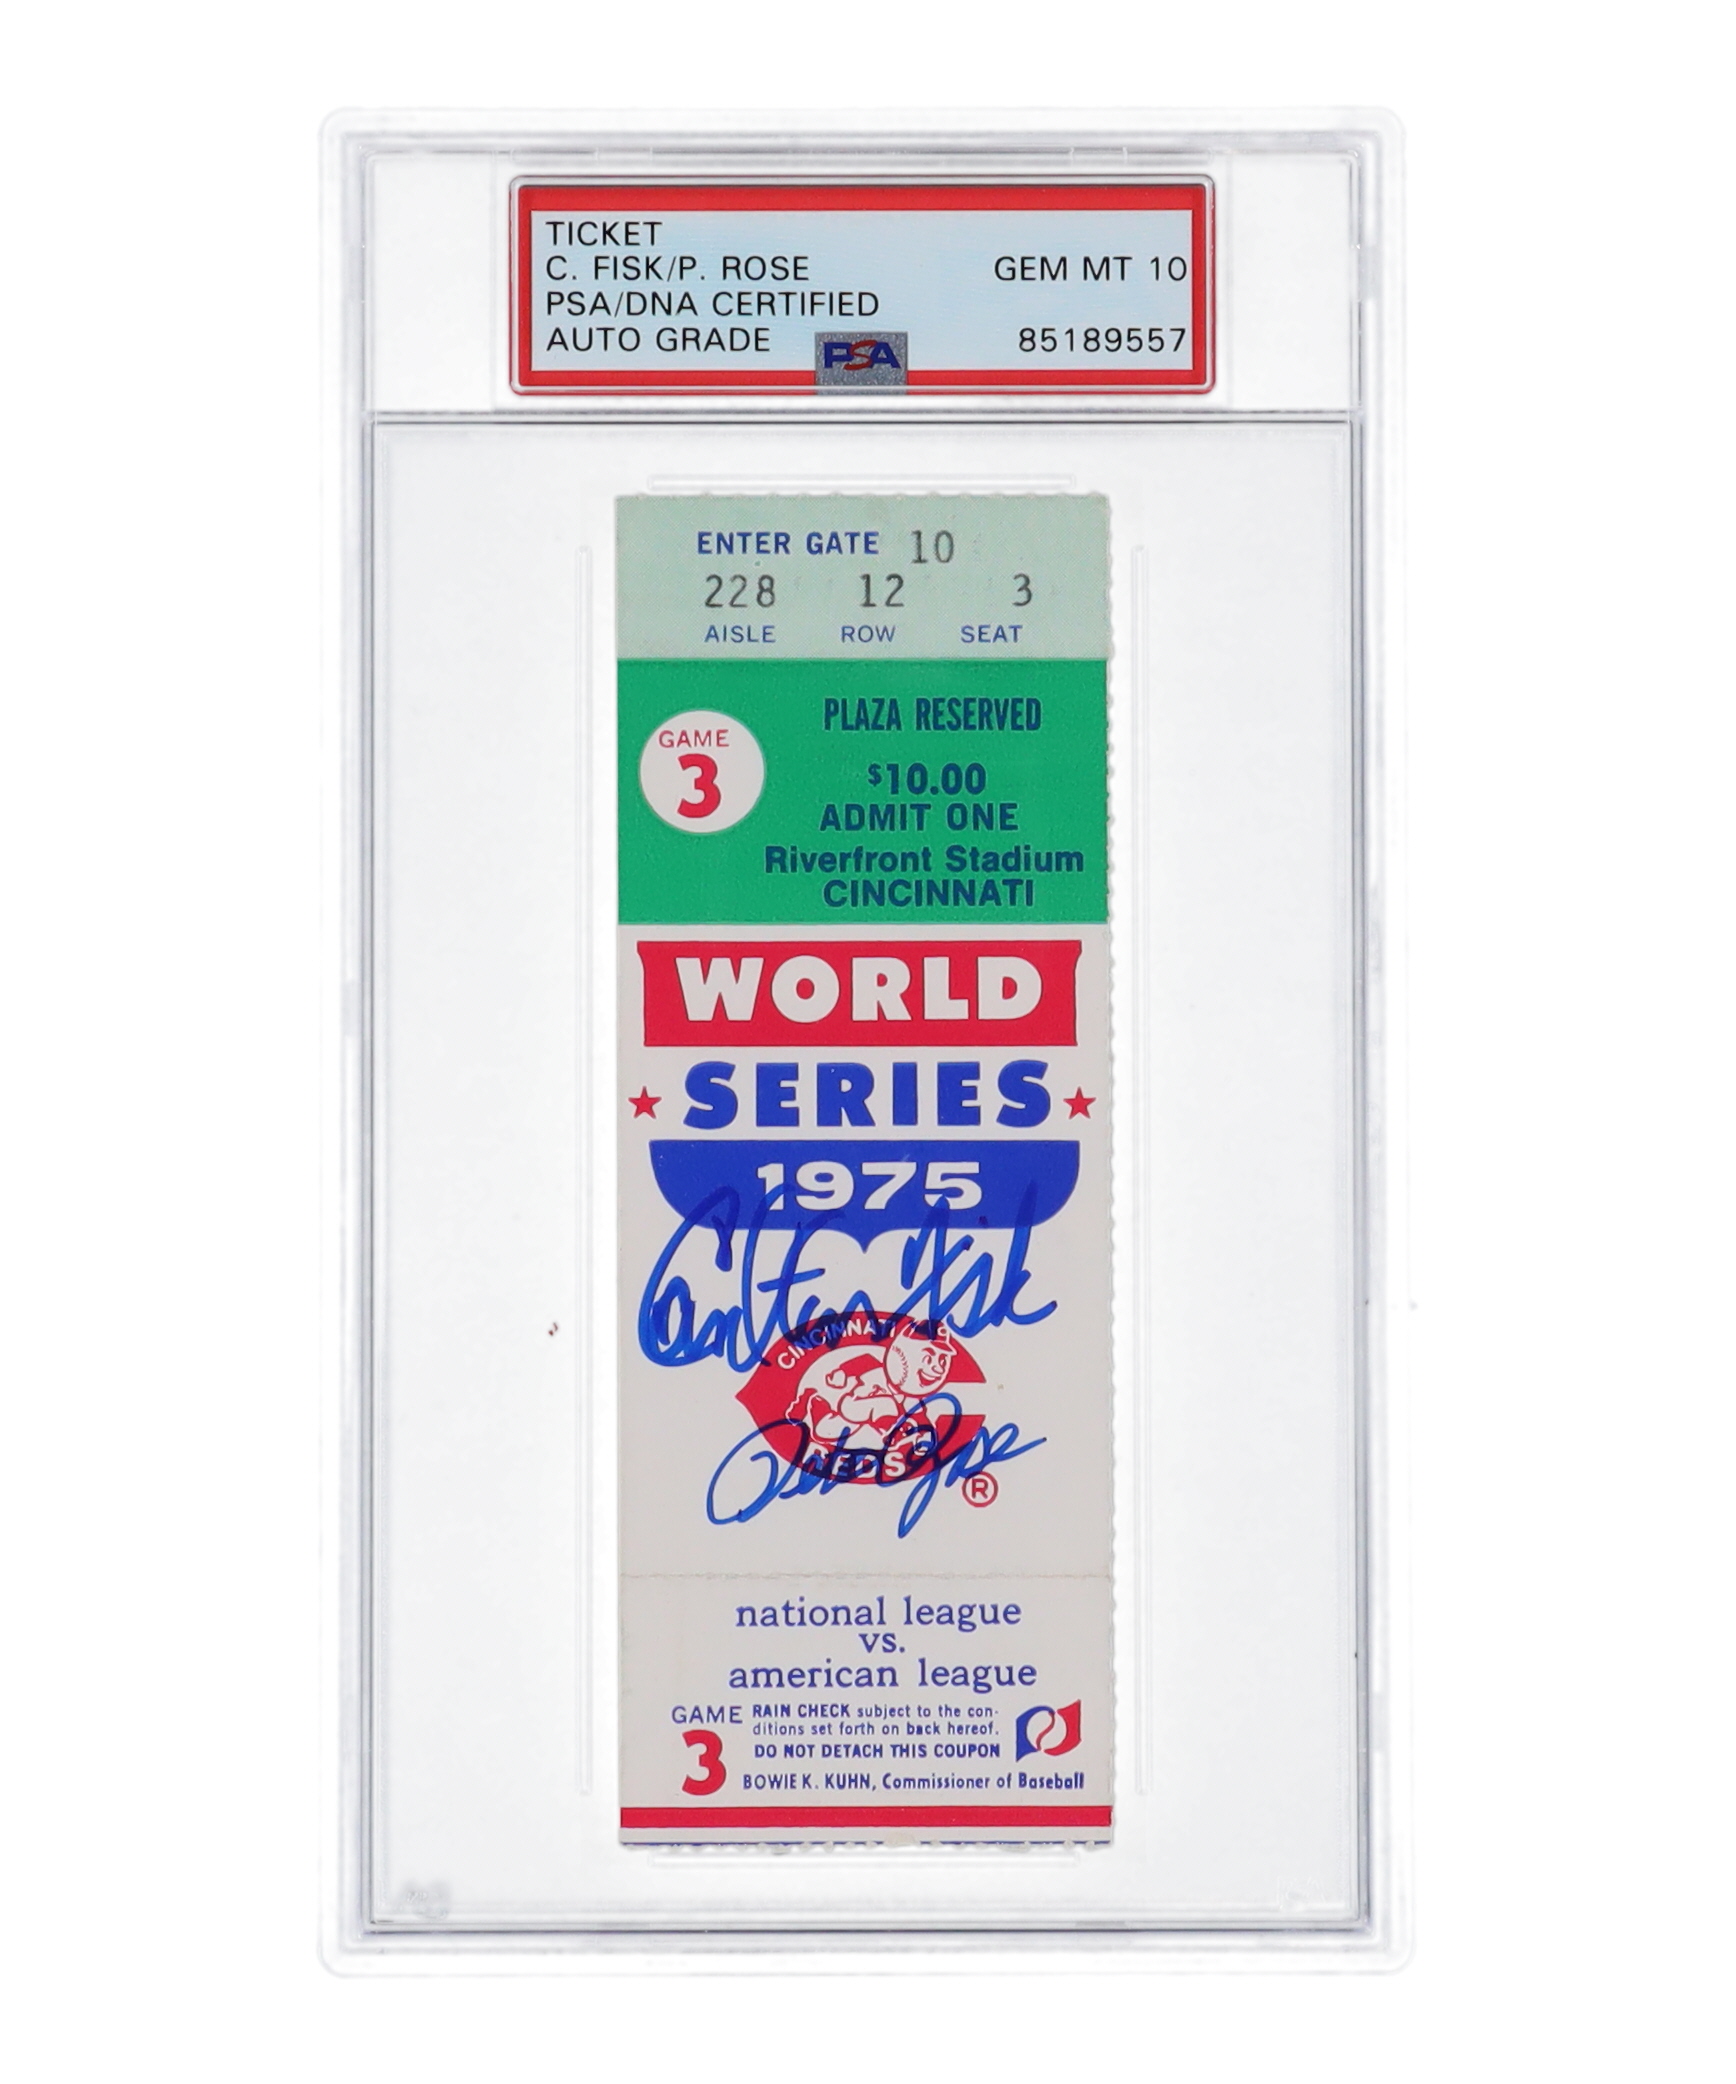 TICKET
C. FISK/P. ROSE GEM MT 10
PSA/DNA CERTIFIED
AUTO GRADE 85189557
PSA
ENTER GATE 10
228 12 3
AISLE ROW SEAT
PLAZA RESERVED
GAME
3
$10.00
ADMIT ONE
Riverfront Stadium
CINCINNATI
WORLD
SERIES
1975
Carlton Fisk
CINCINNATI
REDS
Pete Rose
®
national league
vs.
american league
GAME
3
RAIN CHECK subject to the con-
ditions set forth on back hereof.
DO NOT DETACH THIS COUPON
BOWIE K. KUHN, Commissioner of Baseball